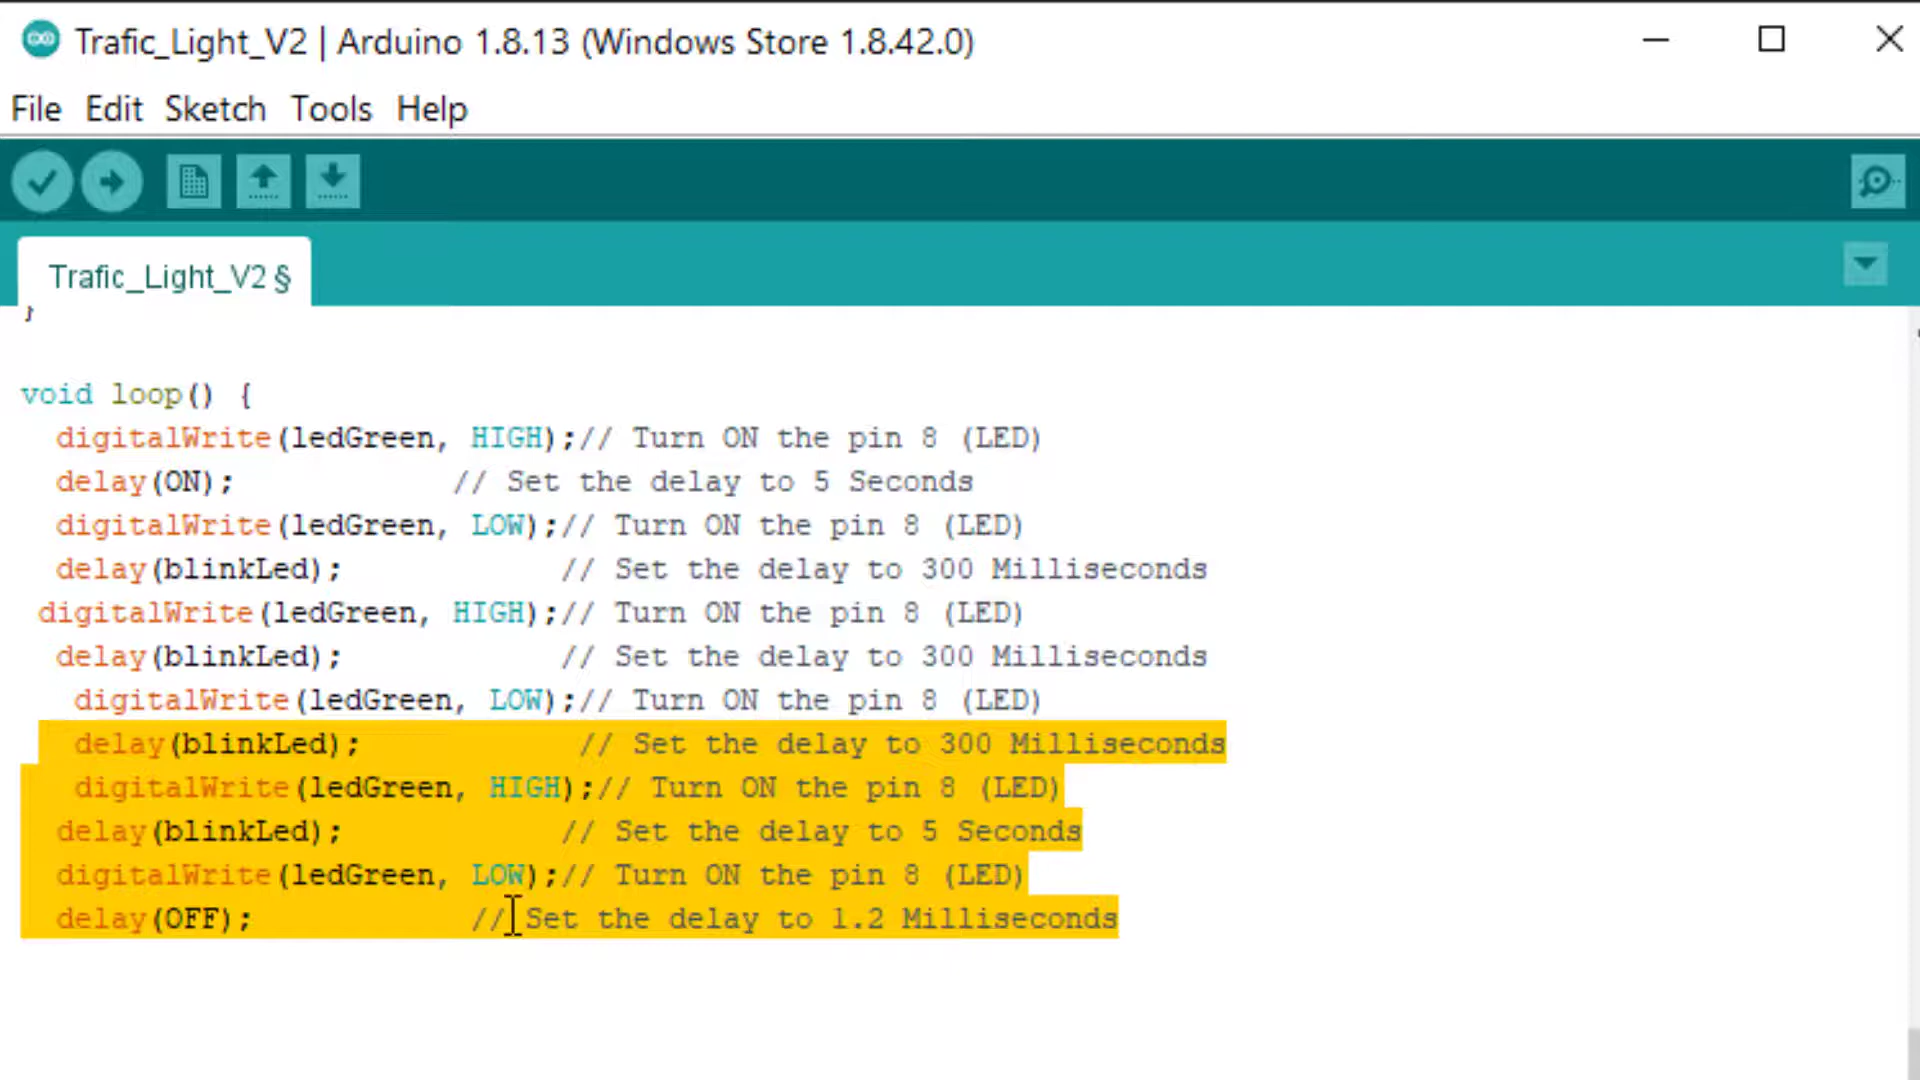 Trafic_Light_V2 | Arduino 1.8.13 (Windows Store 1.8.42.0)
File Edit Sketch Tools Help
Trafic_Light_V2 §
}
void loop() {
  digitalWrite(ledGreen, HIGH);// Turn ON the pin 8 (LED)
  delay(ON);            // Set the delay to 5 Seconds
  digitalWrite(ledGreen, LOW);// Turn ON the pin 8 (LED)
  delay(blinkLed);            // Set the delay to 300 Milliseconds
 digitalWrite(ledGreen, HIGH);// Turn ON the pin 8 (LED)
  delay(blinkLed);            // Set the delay to 300 Milliseconds
   digitalWrite(ledGreen, LOW);// Turn ON the pin 8 (LED)
   delay(blinkLed);            // Set the delay to 300 Milliseconds
   digitalWrite(ledGreen, HIGH);// Turn ON the pin 8 (LED)
  delay(blinkLed);            // Set the delay to 5 Seconds
  digitalWrite(ledGreen, LOW);// Turn ON the pin 8 (LED)
  delay(OFF);            // Set the delay to 1.2 Milliseconds